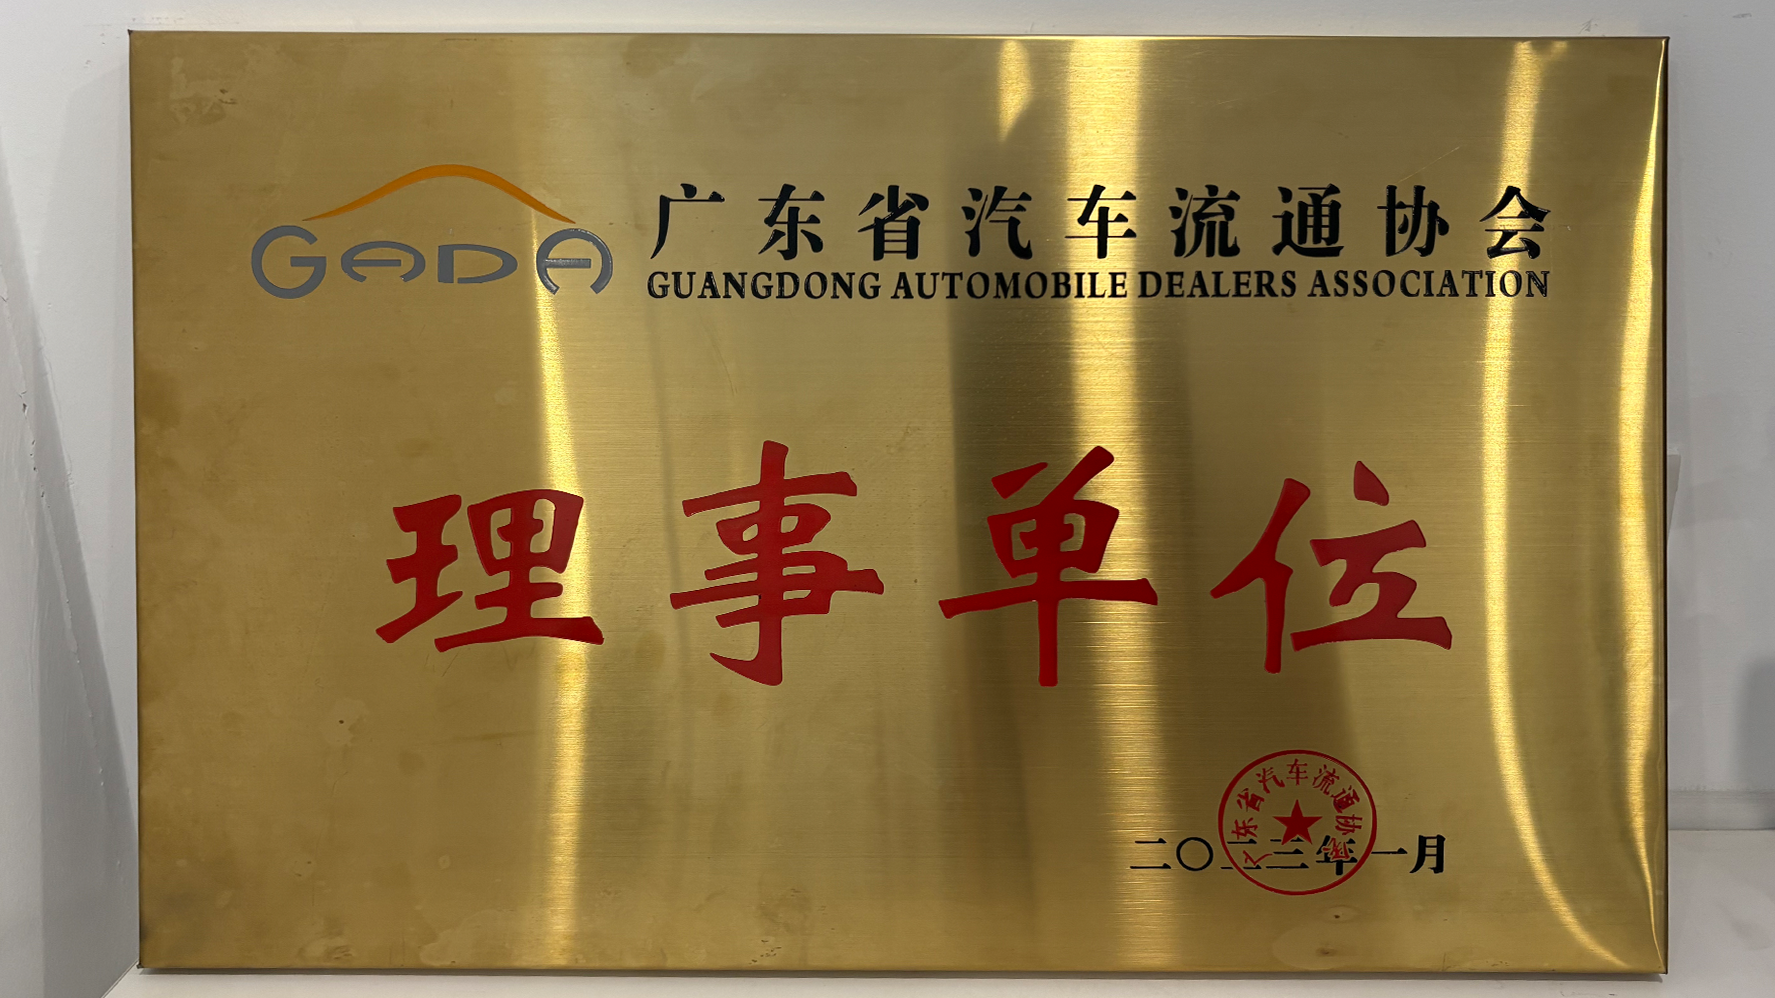 GADA
广东省汽车流通协会
GUANGDONG AUTOMOBILE DEALERS ASSOCIATION
理事单位
广东省汽车流通协会
二〇二三年一月